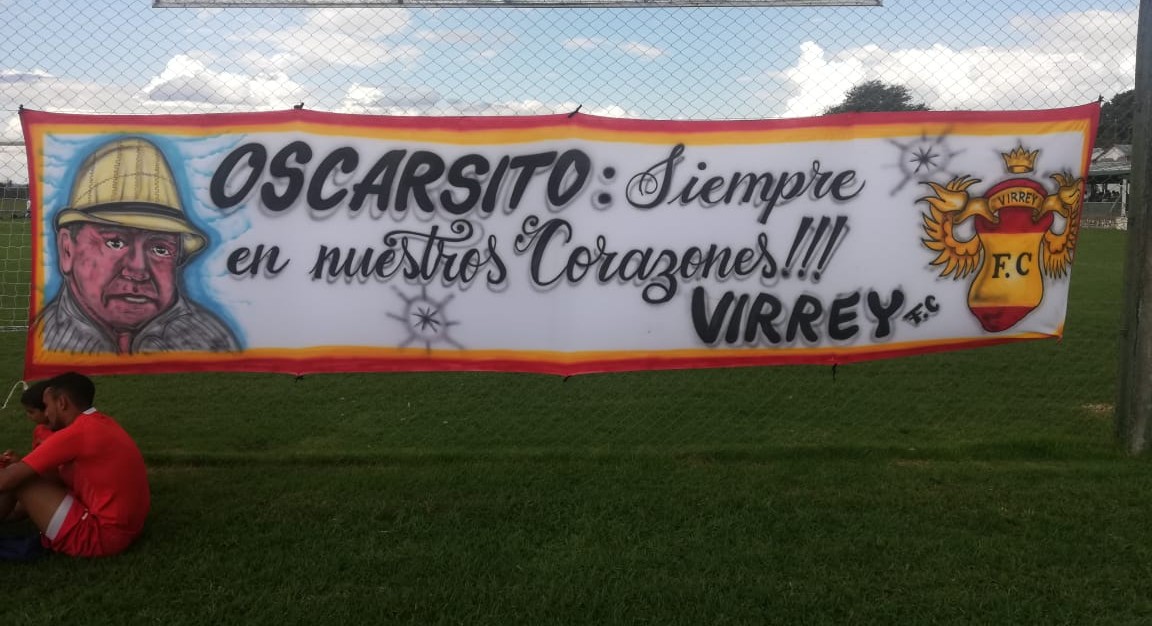 OSCARSITO: Siempre
en nuestros Corazones!!!
VIRREY F.C
VIRREY
F.C